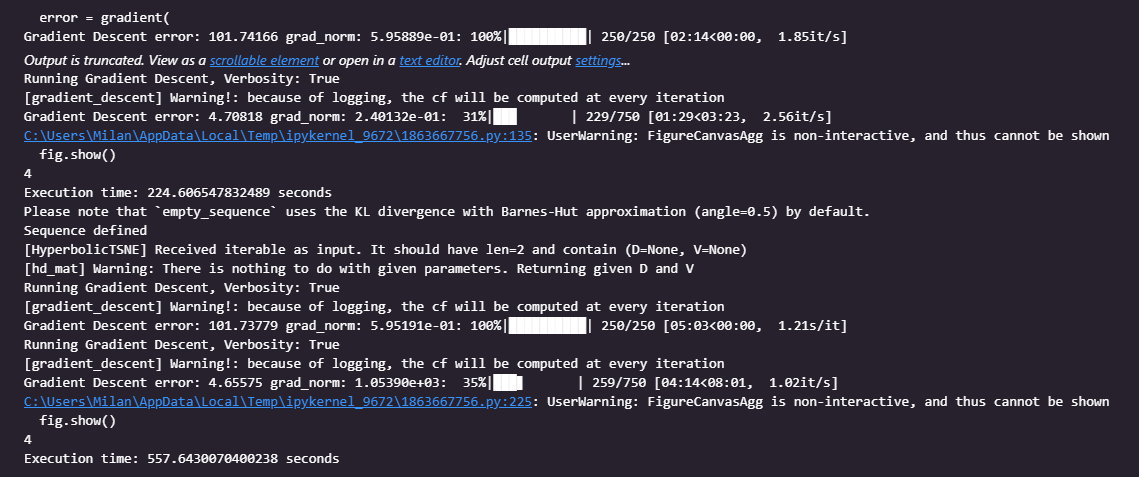 error = gradient(
Gradient Descent error: 101.74166 grad_norm: 5.95889e-01: 100%|██████████| 250/250 [02:14<00:00,  1.85it/s]
Output is truncated. View as a scrollable element or open in a text editor. Adjust cell output settings...
Running Gradient Descent, Verbosity: True
[gradient_descent] Warning!: because of logging, the cf will be computed at every iteration
Gradient Descent error: 4.70818 grad_norm: 2.40132e-01:  31%|███       | 229/750 [01:29<03:23,  2.56it/s]
C:\Users\Milan\AppData\Local\Temp\ipykernel_9672\1863667756.py:135: UserWarning: FigureCanvasAgg is non-interactive, and thus cannot be shown
fig.show()
4
Execution time: 224.606547832489 seconds
Please note that `empty_sequence` uses the KL divergence with Barnes-Hut approximation (angle=0.5) by default.
Sequence defined
[HyperbolicTSNE] Received iterable as input. It should have len=2 and contain (D=None, V=None)
[hd_mat] Warning: There is nothing to do with given parameters. Returning given D and V
Running Gradient Descent, Verbosity: True
[gradient_descent] Warning!: because of logging, the cf will be computed at every iteration
Gradient Descent error: 101.73779 grad_norm: 5.95191e-01: 100%|██████████| 250/250 [05:03<00:00,  1.21s/it]
Running Gradient Descent, Verbosity: True
[gradient_descent] Warning!: because of logging, the cf will be computed at every iteration
Gradient Descent error: 4.65575 grad_norm: 1.05390e+03:  35%|███▍      | 259/750 [04:14<08:01,  1.02it/s]
C:\Users\Milan\AppData\Local\Temp\ipykernel_9672\1863667756.py:225: UserWarning: FigureCanvasAgg is non-interactive, and thus cannot be shown
fig.show()
4
Execution time: 557.6430070400238 seconds